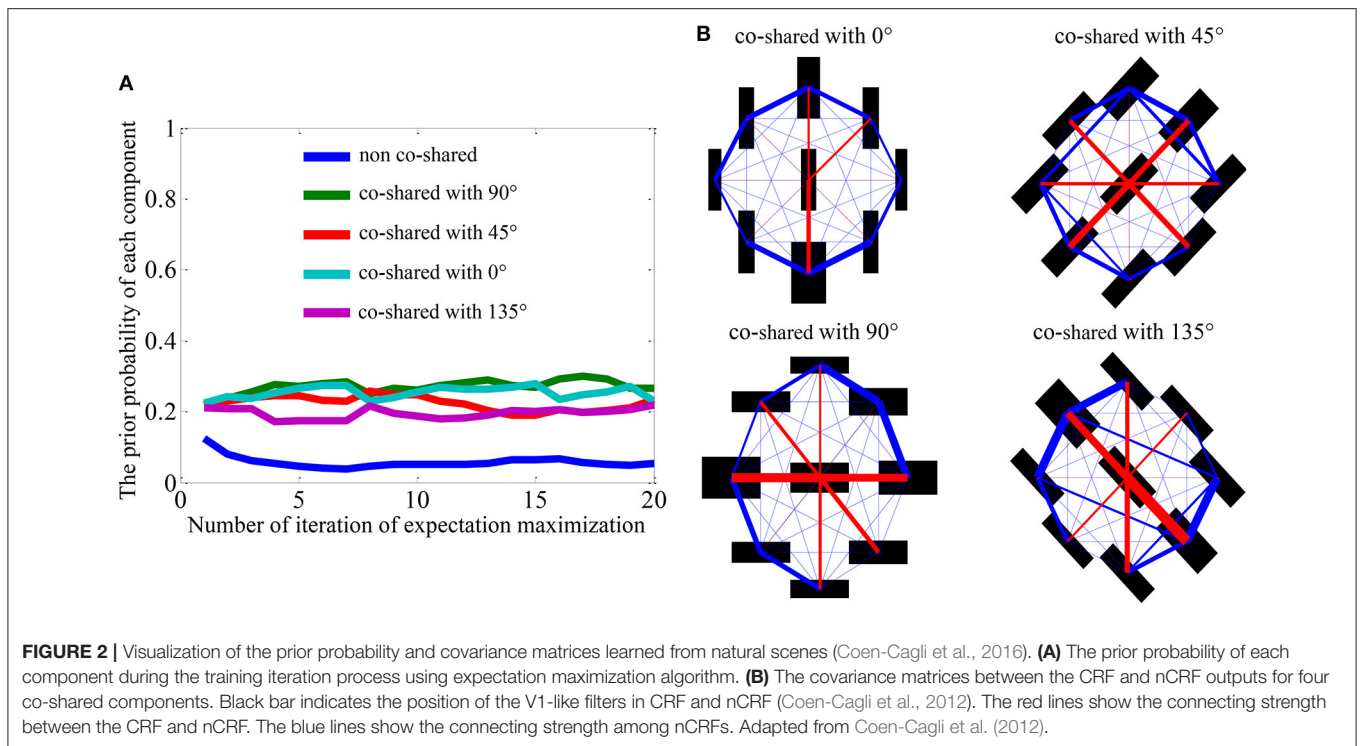 A
1
0.8
0.6
0.4
0.2
0
0
5
10
15
20
The prior probability of each component
Number of iteration of expectation maximization
non co-shared
co-shared with 90°
co-shared with 45°
co-shared with 0°
co-shared with 135°
B
co-shared with 0°
co-shared with 45°
co-shared with 90°
co-shared with 135°
FIGURE 2 | Visualization of the prior probability and covariance matrices learned from natural scenes (Coen-Cagli et al., 2016). (A) The prior probability of each
component during the training iteration process using expectation maximization algorithm. (B) The covariance matrices between the CRF and nCRF outputs for four
co-shared components. Black bar indicates the position of the V1-like filters in CRF and nCRF (Coen-Cagli et al., 2012). The red lines show the connecting strength
between the CRF and nCRF. The blue lines show the connecting strength among nCRFs. Adapted from Coen-Cagli et al. (2012).